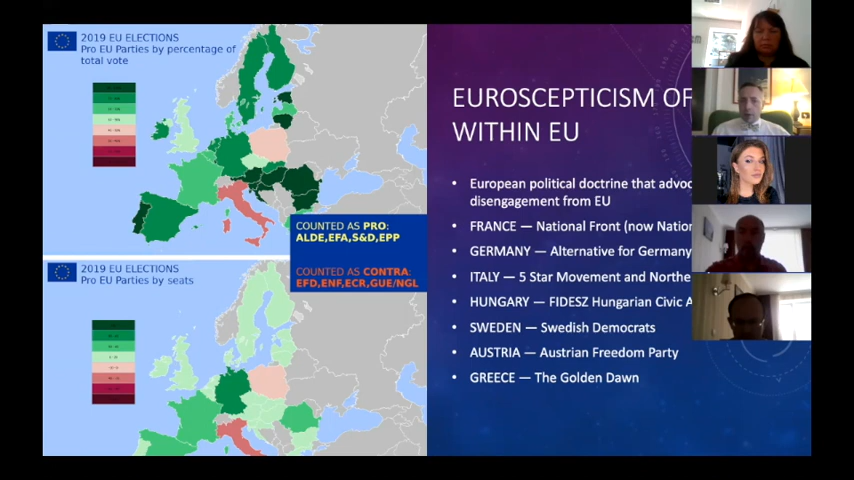 2019 EU ELECTIONS
Pro EU Parties by percentage of
total vote
COUNTED AS PRO:
ALDE,EFA,S&D,EPP
COUNTED AS CONTRA:
EFD,ENF,ECR,GUE/NGL
2019 EU ELECTIONS
Pro EU Parties by seats
EUROSCEPTICISM OF
WITHIN EU
• European political doctrine that advoc
disengagement from EU
• FRANCE — National Front (now Nation
• GERMANY — Alternative for Germany
• ITALY — 5 Star Movement and Northe
• HUNGARY — FIDESZ Hungarian Civic A
• SWEDEN — Swedish Democrats
• AUSTRIA — Austrian Freedom Party
• GREECE — The Golden Dawn